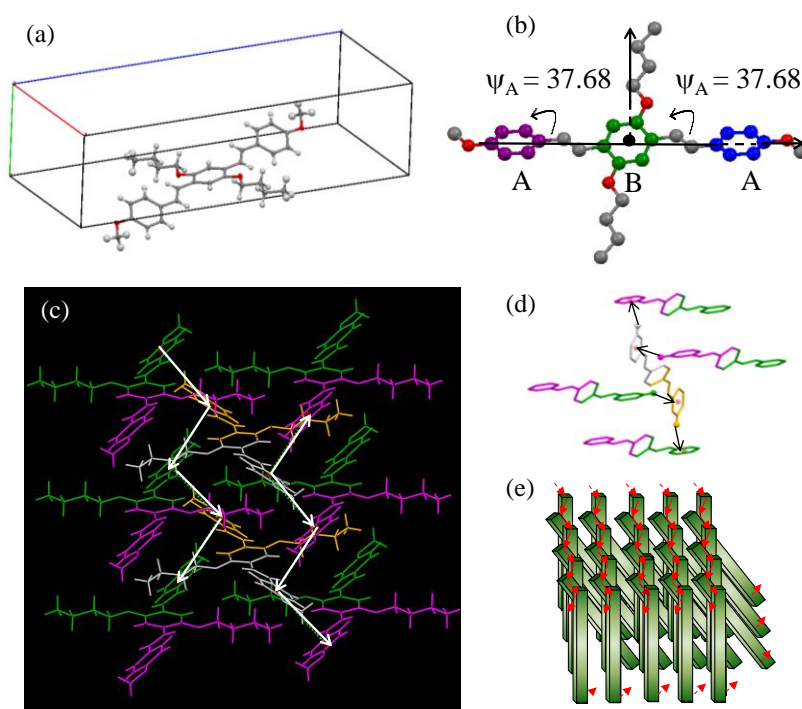 (a)
(b)
ψA = 37.68
ψA = 37.68
A
B
A
(c)
(d)
(e)